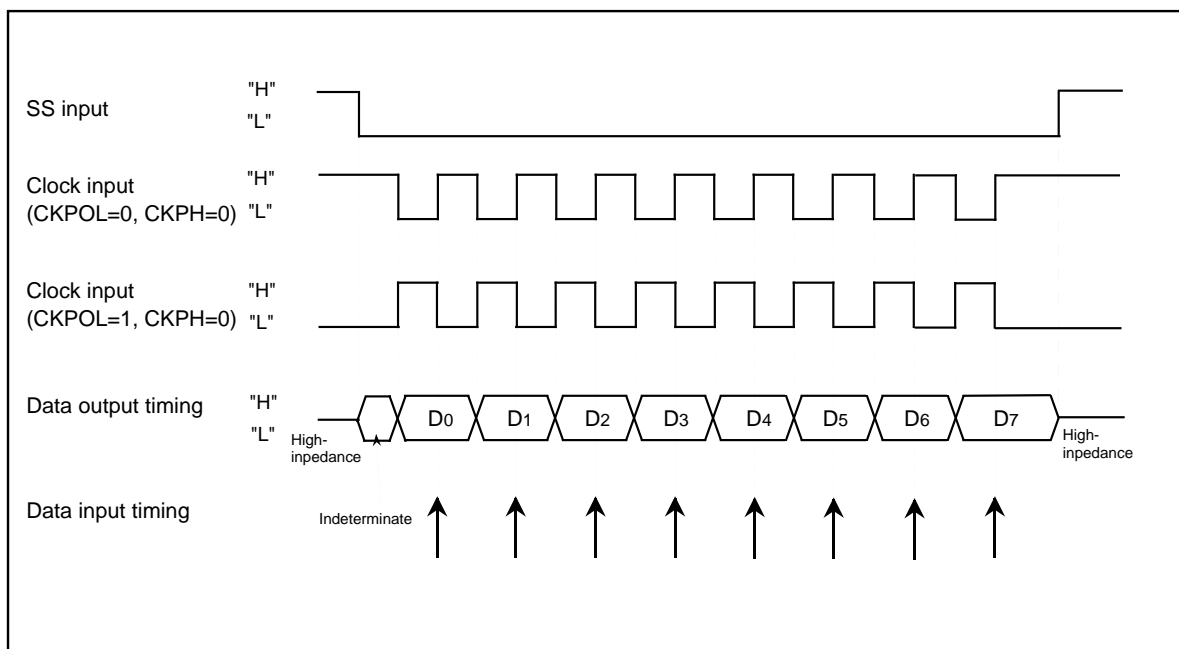 SS input
"H"
"L"
Clock input
(CKPOL=0, CKPH=0)
"H"
"L"
Clock input
(CKPOL=1, CKPH=0)
"H"
"L"
Data output timing
"H"
"L"
High-
inpedance
D0 D1 D2 D3 D4 D5 D6 D7
High-
inpedance
Data input timing
Indeterminate